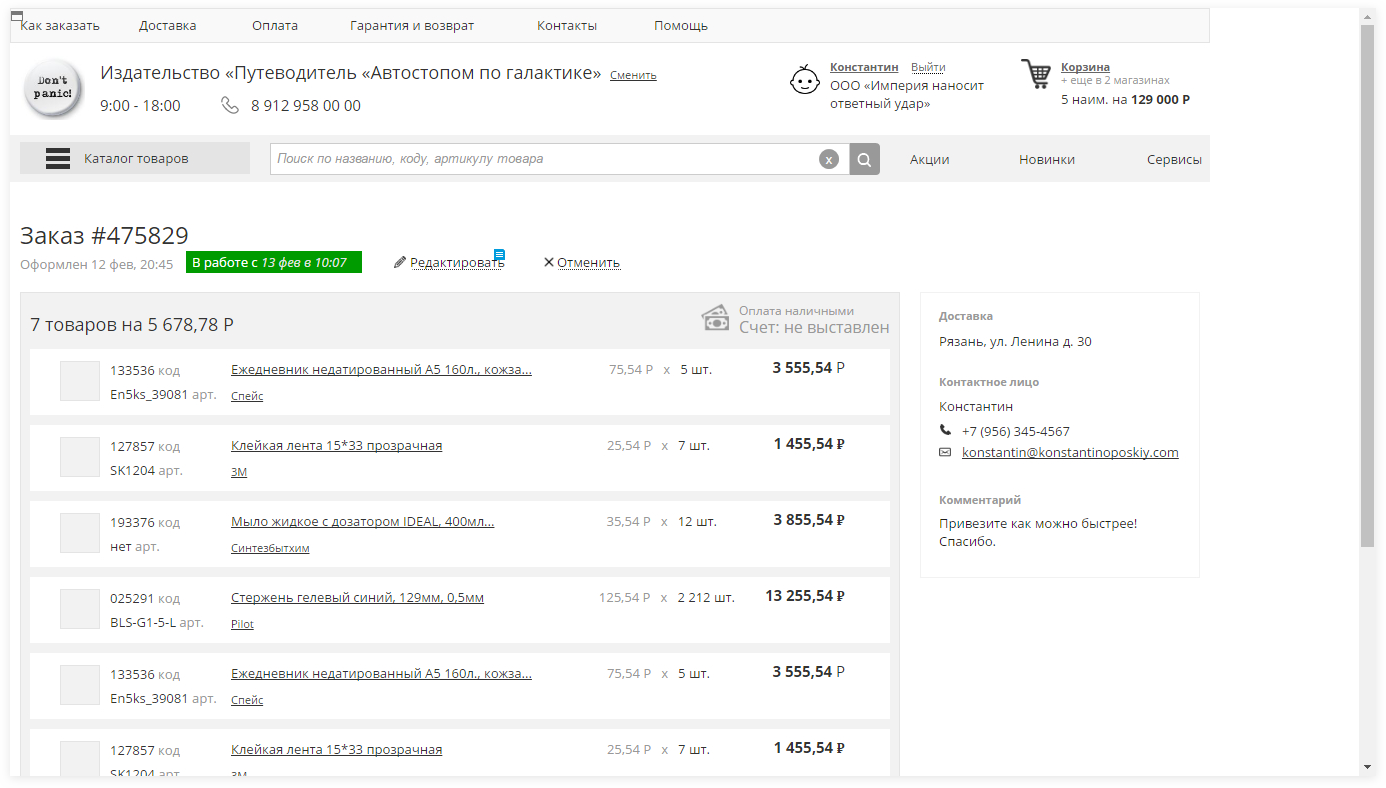 Как заказать Доставка Оплата Гарантия и возврат Контакты Помощь
Don't
panic!
Издательство «Путеводитель «Автостопом по галактике» Сменить
9:00 - 18:00 8 912 958 00 00
Константин Выйти
ООО «Империя наносит
ответный удар»
Корзина
+ еще в 2 магазинах
5 наим. на 129 000 Р
Каталог товаров
Поиск по названию, коду, артикулу товара x
Акции Новинки Сервисы
Заказ #475829
Оформлен 12 фев, 20:45 В работе с 13 фев в 10:07 Редактировать Отменить
7 товаров на 5 678,78 Р
Оплата наличными
Счет: не выставлен
133536 код Ежедневник недатированный А5 160л., кожза... 75,54 Р x 5 шт. 3 555,54 Р
En5ks_39081 арт. Спейс
127857 код Клейкая лента 15*33 прозрачная 25,54 Р x 7 шт. 1 455,54 ₽
SK1204 арт. 3М
193376 код Мыло жидкое с дозатором IDEAL, 400мл... 35,54 Р x 12 шт. 3 855,54 ₽
нет арт. Синтезбытхим
025291 код Стержень гелевый синий, 129мм, 0,5мм 125,54 Р x 2 212 шт. 13 255,54 ₽
BLS-G1-5-L арт. Pilot
133536 код Ежедневник недатированный А5 160л., кожза... 75,54 Р x 5 шт. 3 555,54 Р
En5ks_39081 арт. Спейс
127857 код Клейкая лента 15*33 прозрачная 25,54 Р x 7 шт. 1 455,54 ₽
SK1204 арт. 3М
Доставка
Рязань, ул. Ленина д. 30
Контактное лицо
Константин
+7 (956) 345-4567
konstantin@konstantinoposkiy.com
Комментарий
Привезите как можно быстрее!
Спасибо.